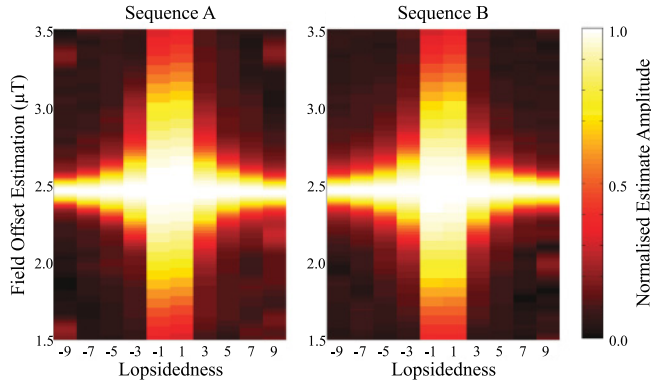 Sequence A
Sequence B
3.5
3.0
2.5
2.0
1.5
Field Offset Estimation (µT)
-9 -7 -5 -3 -1 1 3 5 7 9
Lopsidedness
3.5
3.0
2.5
2.0
1.5
-9 -7 -5 -3 -1 1 3 5 7 9
Lopsidedness
1.0
0.5
0.0
Normalised Estimate Amplitude